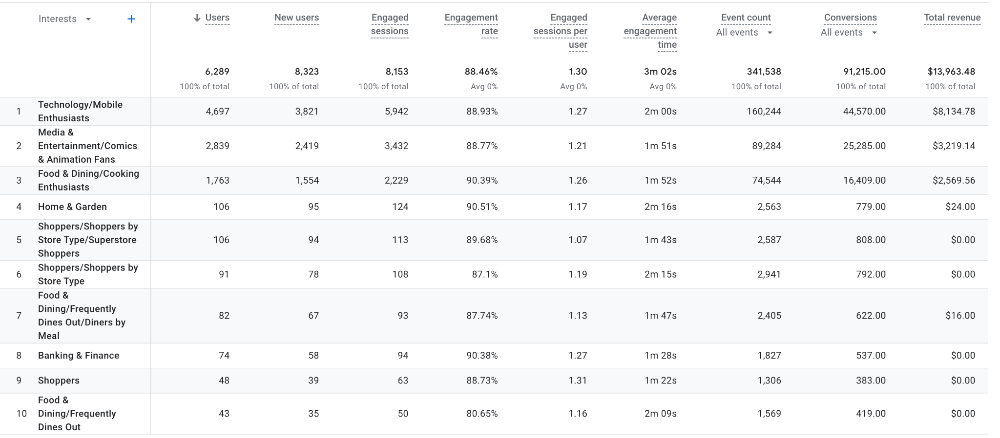 Interests
Users New users Engaged sessions Engagement rate Engaged sessions per user Average engagement time Event count All events Conversions All events Total revenue
6,289 8,323 8,153 88.46% 1.30 3m 02s 341,538 91,215.00 $13,963.48
100% of total 100% of total 100% of total Avg 0% Avg 0% Avg 0% 100% of total 100% of total 100% of total
1 Technology/Mobile Enthusiasts 4,697 3,821 5,942 88.93% 1.27 2m 00s 160,244 44,570.00 $8,134.78
2 Media & Entertainment/Comics & Animation Fans 2,839 2,419 3,432 88.77% 1.21 1m 51s 89,284 25,285.00 $3,219.14
3 Food & Dining/Cooking Enthusiasts 1,763 1,554 2,229 90.39% 1.26 1m 52s 74,544 16,409.00 $2,569.56
4 Home & Garden 106 95 124 90.51% 1.17 2m 16s 2,563 779.00 $24.00
5 Shoppers/Shoppers by Store Type/Superstore Shoppers 106 94 113 89.68% 1.07 1m 43s 2,587 808.00 $0.00
6 Shoppers/Shoppers by Store Type 91 78 108 87.1% 1.19 2m 15s 2,941 792.00 $0.00
7 Food & Dining/Frequently Dines Out/Diners by Meal 82 67 93 87.74% 1.13 1m 47s 2,405 622.00 $16.00
8 Banking & Finance 74 58 94 90.38% 1.27 1m 28s 1,827 537.00 $0.00
9 Shoppers 48 39 63 88.73% 1.31 1m 22s 1,306 383.00 $0.00
10 Food & Dining/Frequently Dines Out 43 35 50 80.65% 1.16 2m 09s 1,569 419.00 $0.00